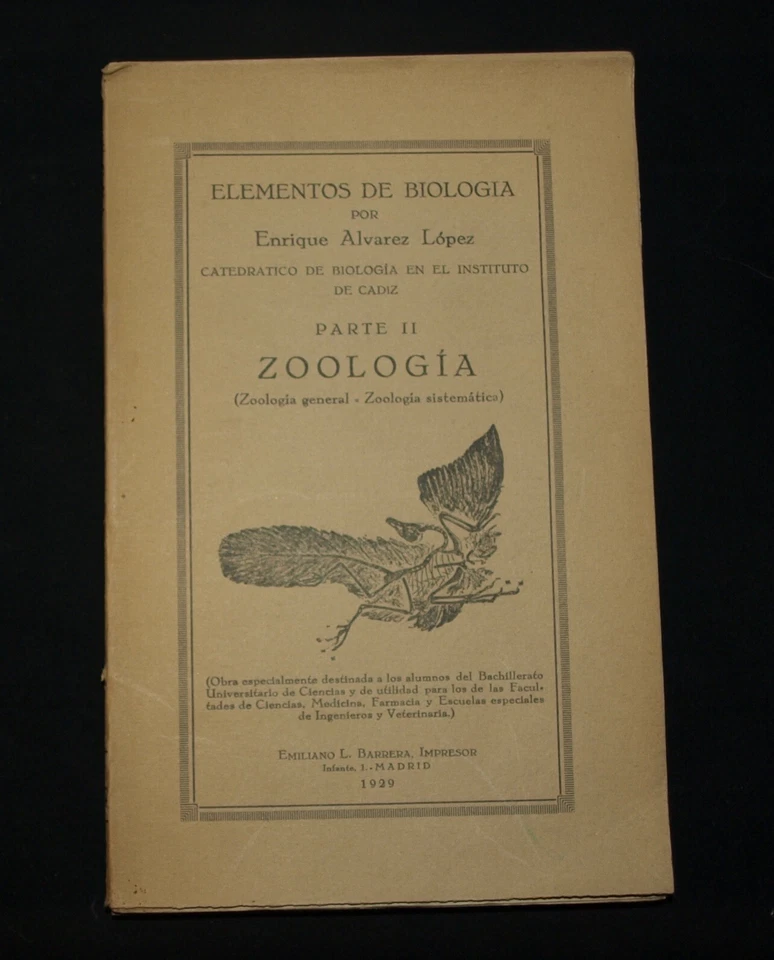 ELEMENTOS DE BIOLOGIA
POR
Enrique Alvarez López
CATEDRATICO DE BIOLOGÍA EN EL INSTITUTO
DE CADIZ
PARTE II
ZOOLOGÍA
(Zoologia general - Zoologia sistemática)
(Obra especialmente destinada a los alumnos del Bachillerato
Universitario de Ciencias y de utilidad para los de las Facul-
tades de Ciencias, Medicina, Farmacia y Escuelas especiales
de Ingenieros y Veterinaria.)
EMILIANO L. BARRERA, IMPRESOR
Infante, 1.-MADRID
1929